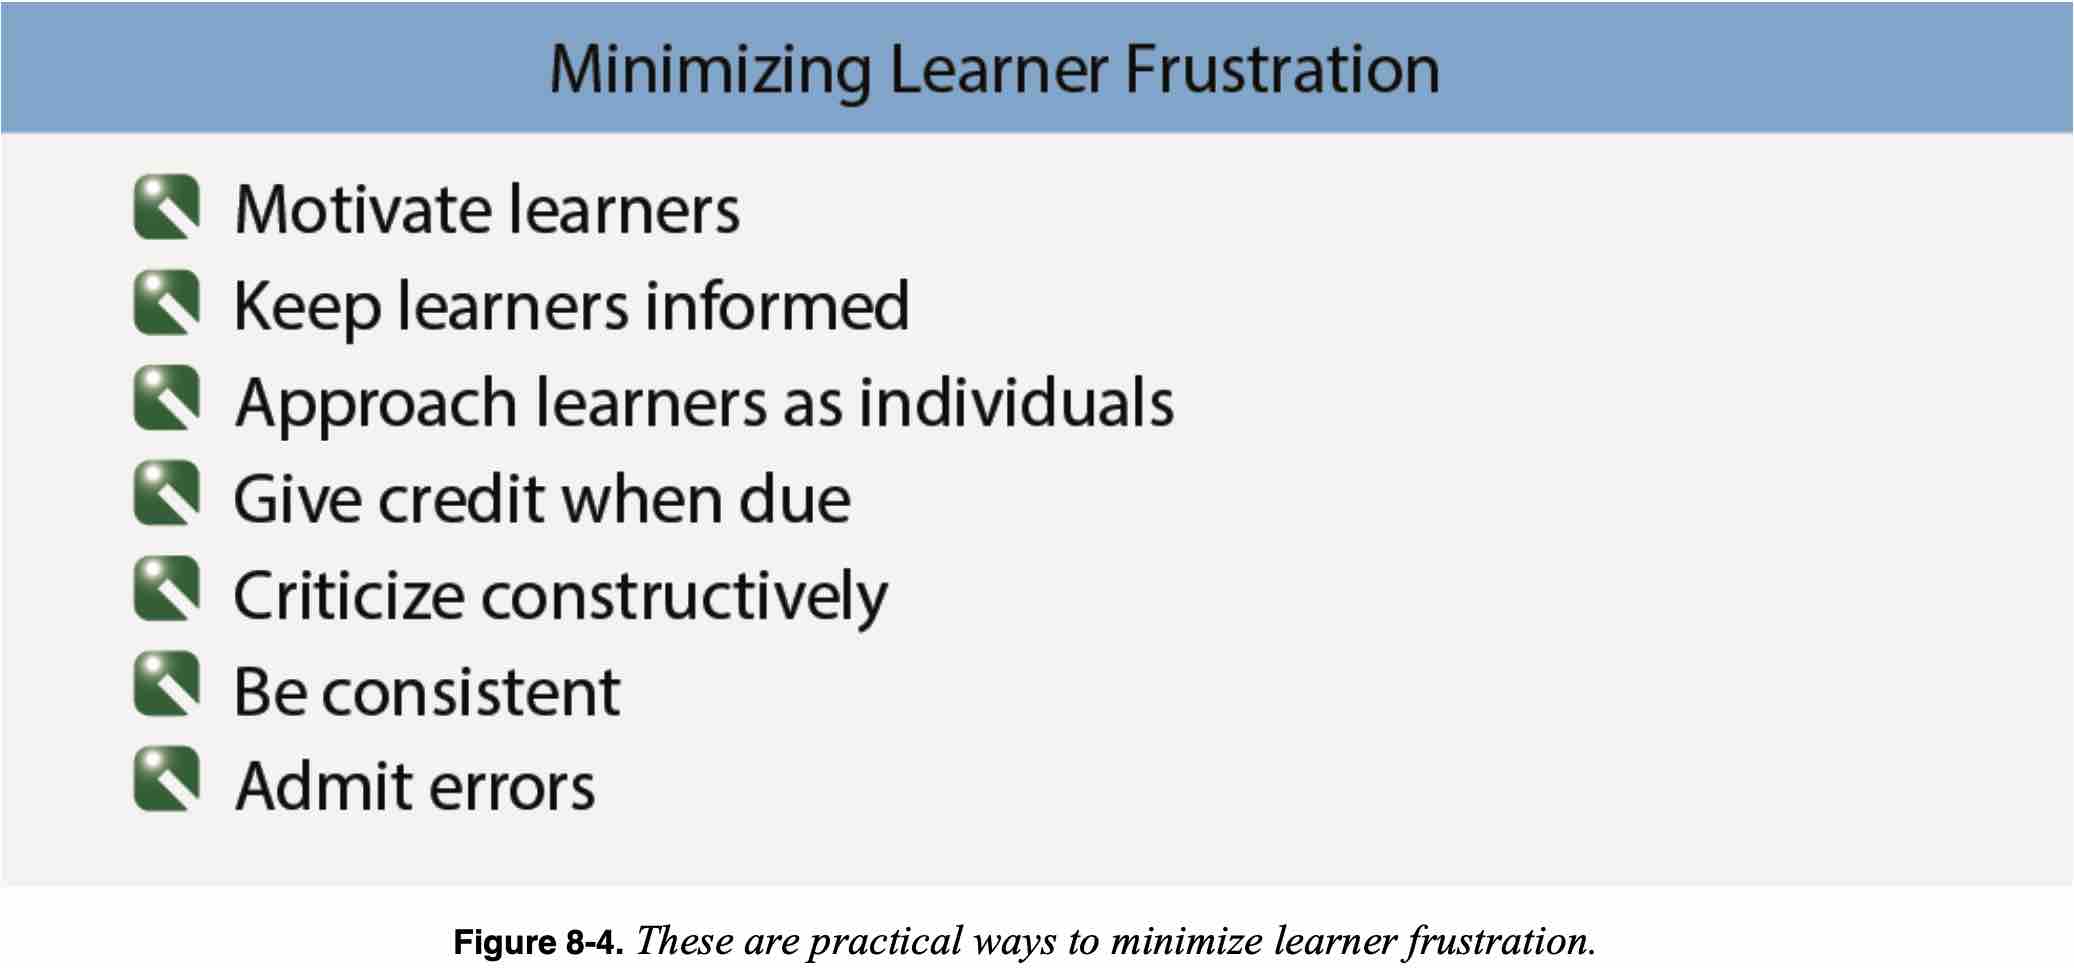 Minimizing Learner Frustration
Motivate learners
Keep learners informed
Approach learners as individuals
Give credit when due
Criticize constructively
Be consistent
Admit errors
Figure 8-4. These are practical ways to minimize learner frustration.